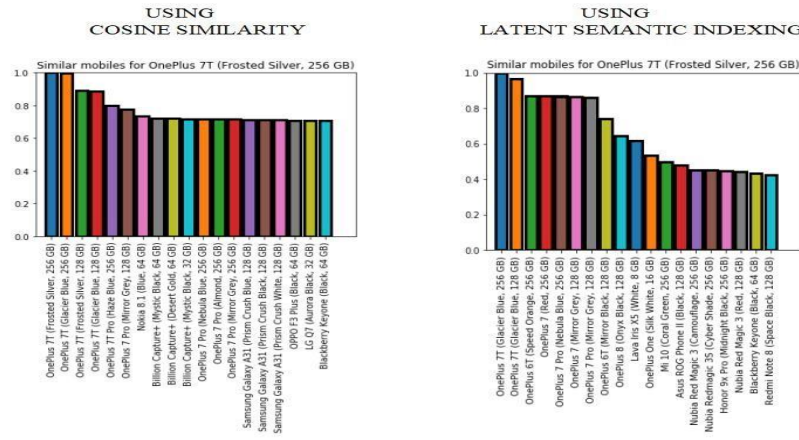 USING
COSINE SIMILARITY
Similar mobiles for OnePlus 7T (Frosted Silver, 256 GB)
1.0
0.8
0.6
0.4
0.2
0.0
OnePlus 7T (Frosted Silver, 256 GB)
OnePlus 7T (Glacier Blue, 256 GB)
OnePlus 7T (Frosted Silver, 128 GB)
OnePlus 7T (Glacier Blue, 128 GB)
OnePlus 7T Pro (Haze Blue, 256 GB)
OnePlus 7 Pro (Mirror Grey, 128 GB)
Nokia 8.1 (Blue, 64 GB)
Billion Capture+ (Mystic Black, 64 GB)
Billion Capture+ (Desert Gold, 64 GB)
Billion Capture+ (Mystic Black, 32 GB)
OnePlus 7 Pro (Nebula Blue, 256 GB)
OnePlus 7 Pro (Almond, 256 GB)
OnePlus 7 Pro (Mirror Grey, 256 GB)
Samsung Galaxy A31 (Prism Crush Blue, 128 GB)
Samsung Galaxy A31 (Prism Crush Black, 128 GB)
Samsung Galaxy A31 (Prism Crush White, 128 GB)
OPPO F3 Plus (Black, 64 GB)
LG Q7 (Aurora Black, 32 GB)
Blackberry Keyone (Black, 64 GB)
USING
LATENT SEMANTIC INDEXING
Similar mobiles for OnePlus 7T (Frosted Silver, 256 GB)
1.0
0.8
0.6
0.4
0.2
0.0
OnePlus 7T (Glacier Blue, 256 GB)
OnePlus 7T (Glacier Blue, 128 GB)
OnePlus 6T (Speed Orange, 256 GB)
OnePlus 7 (Red, 256 GB)
OnePlus 7 Pro (Nebula Blue, 256 GB)
OnePlus 7 (Mirror Grey, 128 GB)
OnePlus 7 Pro (Mirror Grey, 128 GB)
OnePlus 6T (Mirror Black, 256 GB)
OnePlus 8 (Onyx Black, 128 GB)
Lava Iris X5 (White, 8 GB)
OnePlus One (Silk White, 16 GB)
Mi 10 (Coral Green, 256 GB)
Asus ROG Phone II (Black, 128 GB)
Nubia Red Magic 3 (Camouflage, 256 GB)
Nubia Redmagic 3S (Cyber Shade, 256 GB)
Honor 9x Pro (Midnight Black, 256 GB)
Nubia Red Magic 3 (Red, 128 GB)
Blackberry Keyone (Black, 64 GB)
Redmi Note 8 (Space Black, 128 GB)